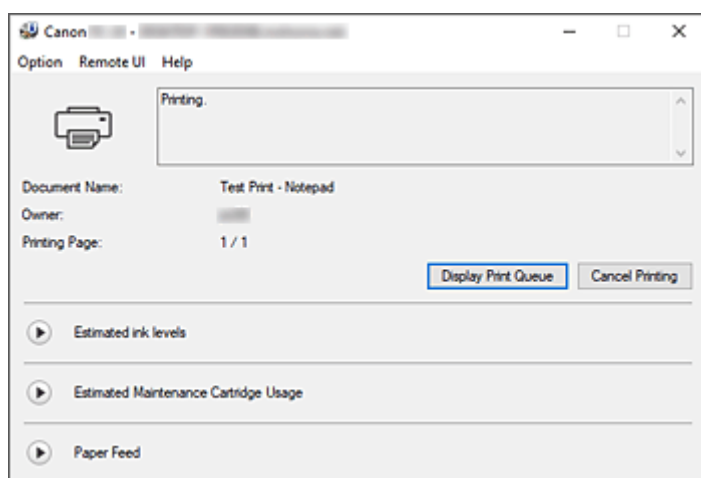 Canon -
Option Remote UI Help
Printing.
Document Name: Test Print - Notepad
Owner:
Printing Page: 1 / 1
Display Print Queue Cancel Printing
Estimated ink levels
Estimated Maintenance Cartridge Usage
Paper Feed